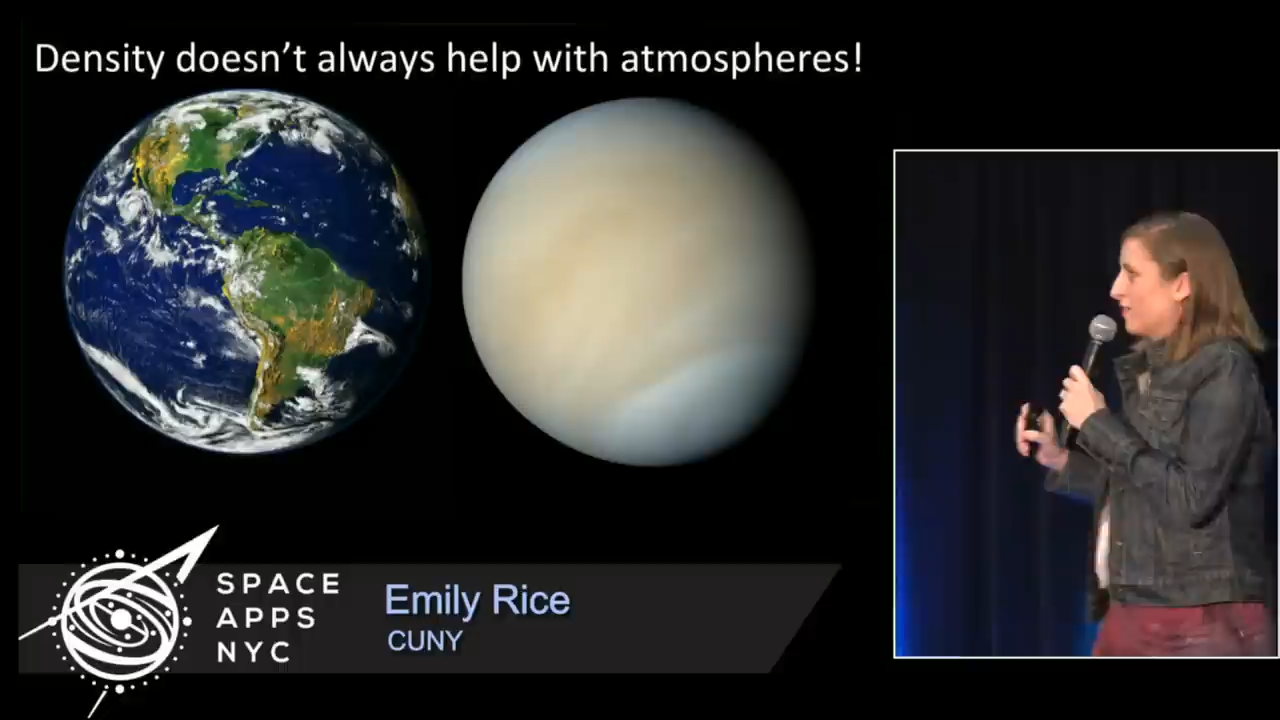 Density doesn't always help with atmospheres!
SPACE
APPS
NYC
Emily Rice
CUNY